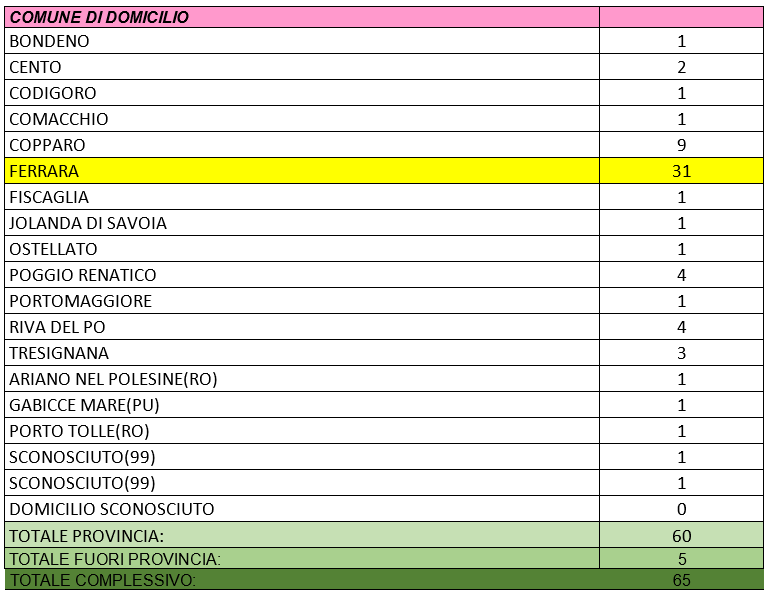 COMUNE DI DOMICILIO
BONDENO 1
CENTO 2
CODIGORO 1
COMACCHIO 1
COPPARO 9
FERRARA 31
FISCAGLIA 1
JOLANDA DI SAVOIA 1
OSTELLATO 1
POGGIO RENATICO 4
PORTOMAGGIORE 1
RIVA DEL PO 4
TRESIGNANA 3
ARIANO NEL POLESINE(RO) 1
GABICCE MARE(PU) 1
PORTO TOLLE(RO) 1
SCONOSCIUTO(99) 1
SCONOSCIUTO(99) 1
DOMICILIO SCONOSCIUTO 0
TOTALE PROVINCIA: 60
TOTALE FUORI PROVINCIA: 5
TOTALE COMPLESSIVO: 65